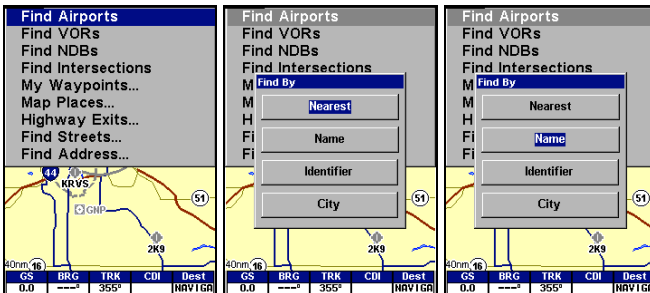 Find Airports
Find VORs
Find NDBs
Find Intersections
My Waypoints...
Map Places...
Highway Exits...
Find Streets...
Find Address...
44
KRVS
51
GNP
2K9
40nm 16
GS BRG TRK CDI Dest
0.0 ---° 355° NAVIGA
Find Airports
Find VORs
Find NDBs
Find Intersections
M
M
H
Fi
Fi
Find By
Nearest
Name
Identifier
City
51
2K9
40nm 16
GS BRG TRK CDI Dest
0.0 ---° 355° NAVIGA
Find Airports
Find VORs
Find NDBs
Find Intersections
M
M
H
Fi
Fi
Find By
Nearest
Name
Identifier
City
51
2K9
40nm 16
GS BRG TRK CDI Dest
0.0 ---° 355° NAVIGA